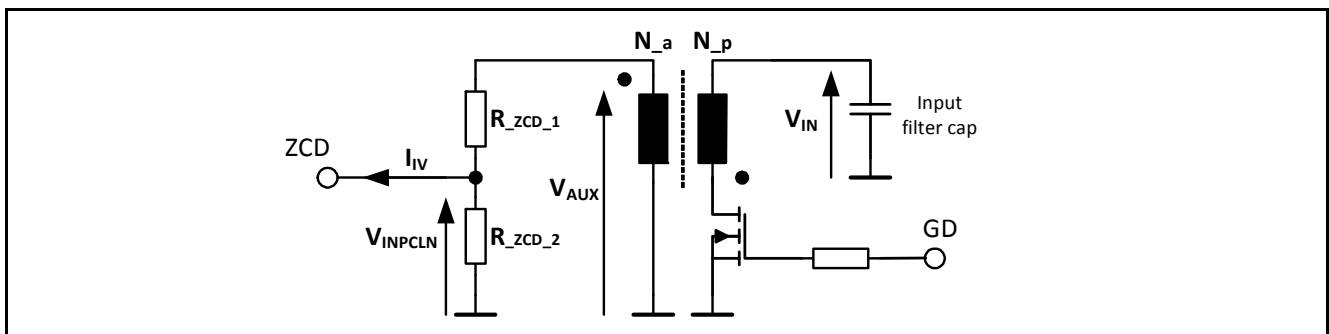 N_a N_p
R_ZCD_1
V_IN
Input
filter cap
ZCD
I_IV
V_AUX
V_INPCLN
R_ZCD_2
GD